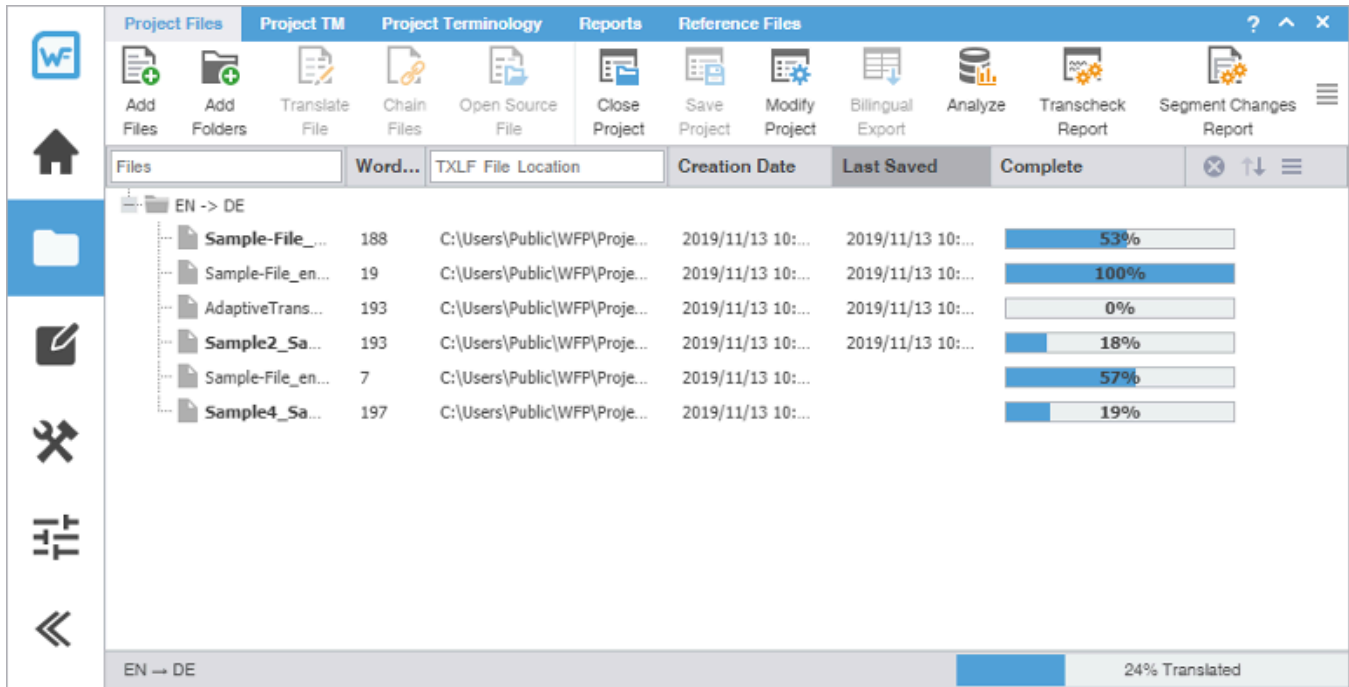 Project Files Project TM Project Terminology Reports Reference Files ?
WF
Add Files Add Folders Translate File Chain Files Open Source File Close Project Save Project Modify Project Bilingual Export Analyze Transcheck Report Segment Changes Report
Files Word... TXLF File Location Creation Date Last Saved Complete
EN -> DE
Sample-File_... 188 C:\Users\Public\WFP\Proje... 2019/11/13 10:... 2019/11/13 10:... 53%
Sample-File_en... 19 C:\Users\Public\WFP\Proje... 2019/11/13 10:... 2019/11/13 10:... 100%
AdaptiveTrans... 193 C:\Users\Public\WFP\Proje... 2019/11/13 10:... 2019/11/13 10:... 0%
Sample2_Sa... 193 C:\Users\Public\WFP\Proje... 2019/11/13 10:... 2019/11/13 10:... 18%
Sample-File_en... 7 C:\Users\Public\WFP\Proje... 2019/11/13 10:... 57%
Sample4_Sa... 197 C:\Users\Public\WFP\Proje... 2019/11/13 10:... 19%
EN → DE 24% Translated